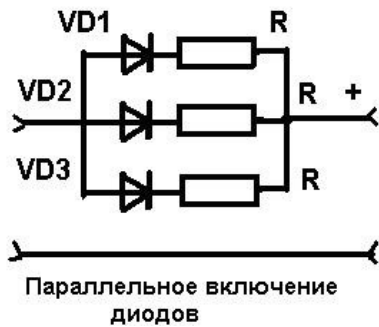 VD1 R
VD2 R +
VD3 R
Параллельное включение
диодов